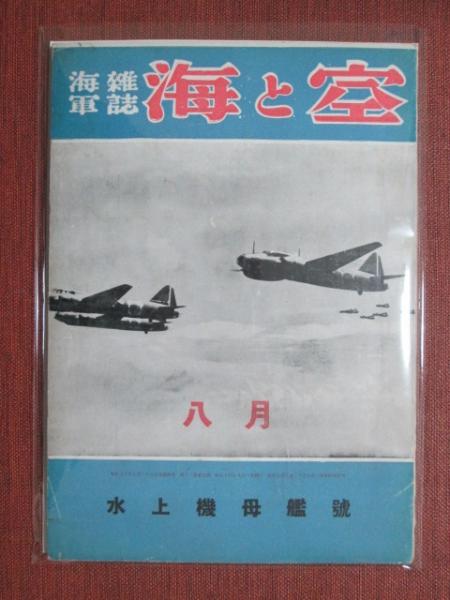 海軍雑誌
海と空
八月
水上機母艦號